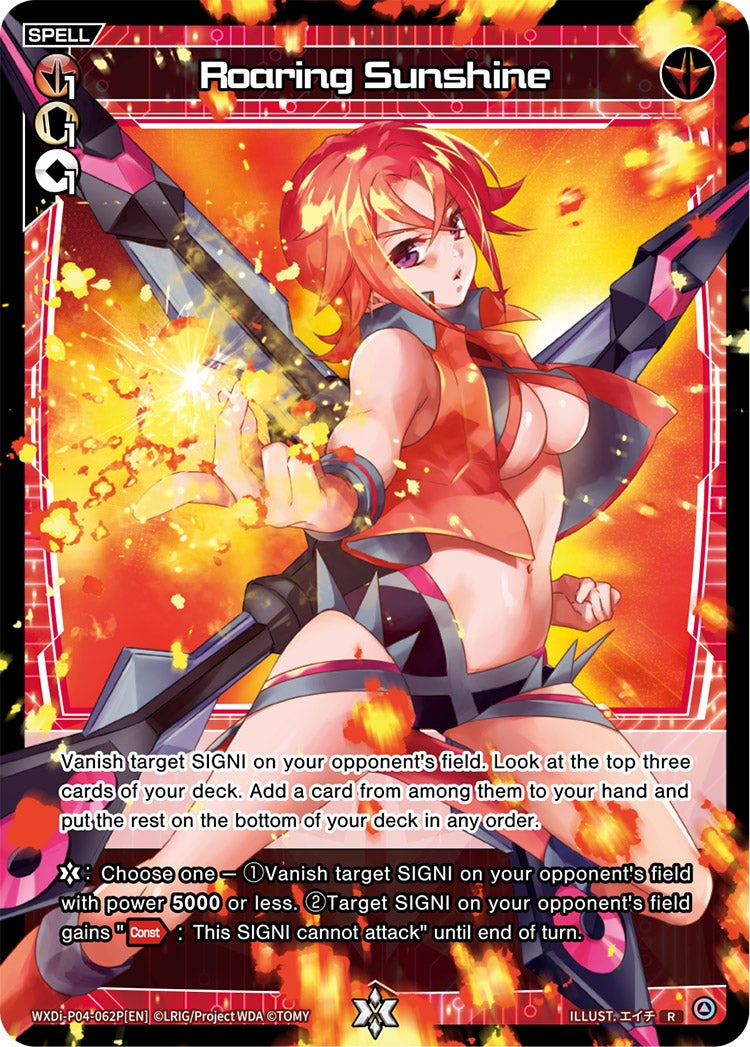 SPELL
Roaring Sunshine
1
1
1
Vanish target SIGNI on your opponent's field. Look at the top three
cards of your deck. Add a card from among them to your hand and
put the rest on the bottom of your deck in any order.
: Choose one — ①Vanish target SIGNI on your opponent's field
with power 5000 or less. ②Target SIGNI on your opponent's field
gains "Const : This SIGNI cannot attack" until end of turn.
WXDi-P04-062P[EN] ©LRIG/Project WDA ©TOMY ILLUST. エイチ R